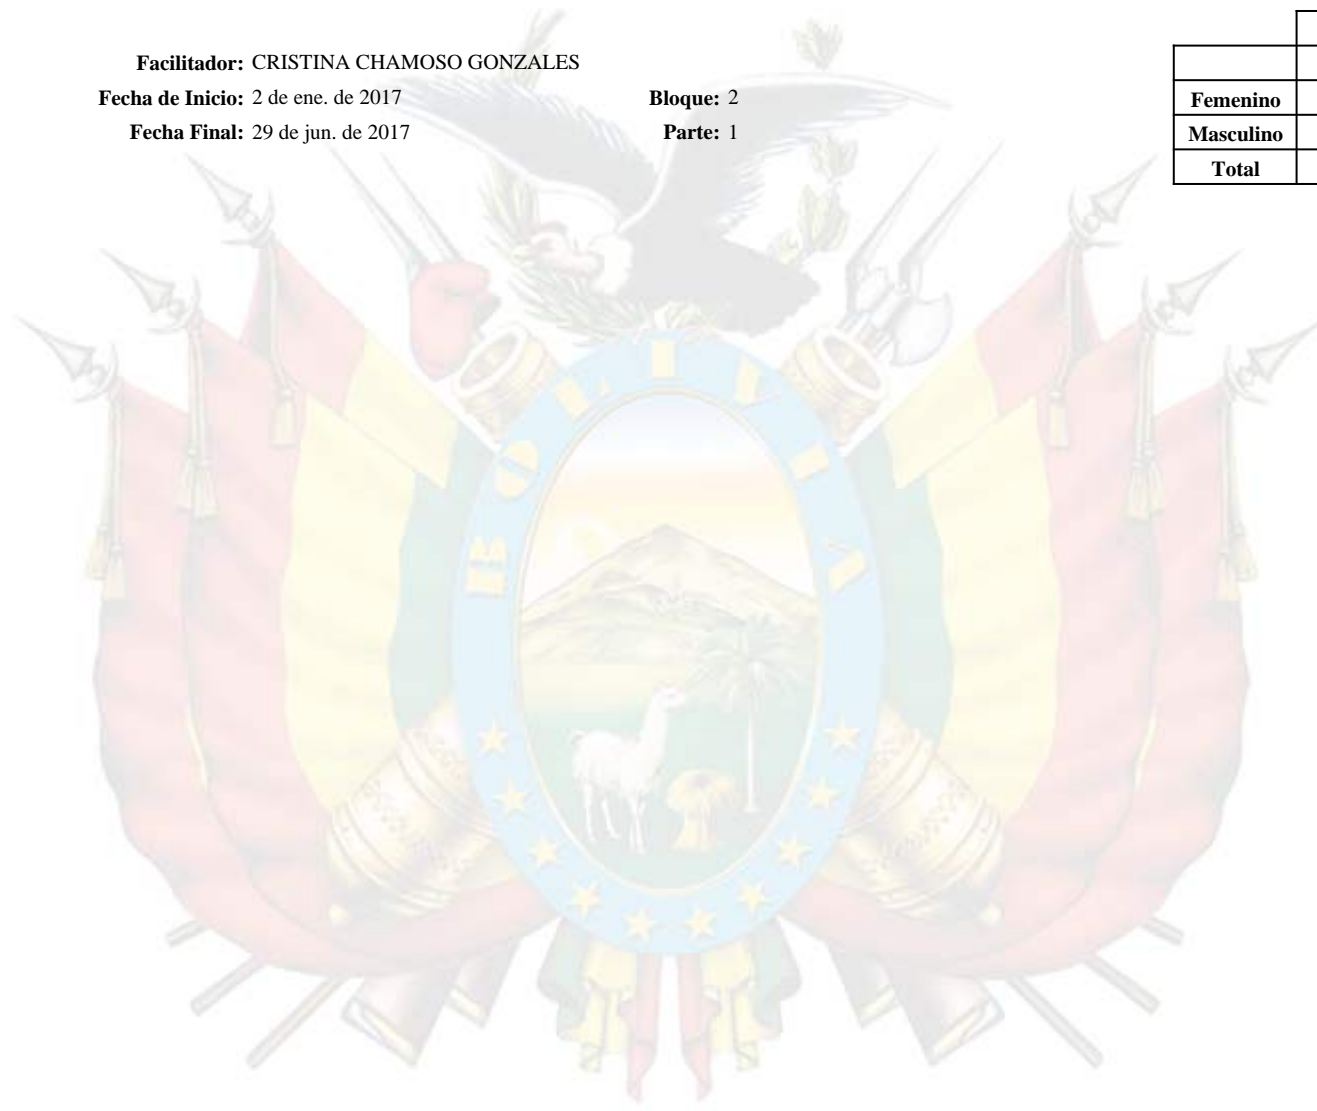 Facilitador: CRISTINA CHAMOSO GONZALES
Fecha de Inicio: 2 de ene. de 2017 Bloque: 2
Fecha Final: 29 de jun. de 2017 Parte: 1
Femenino
Masculino
Total
BOLIVIA